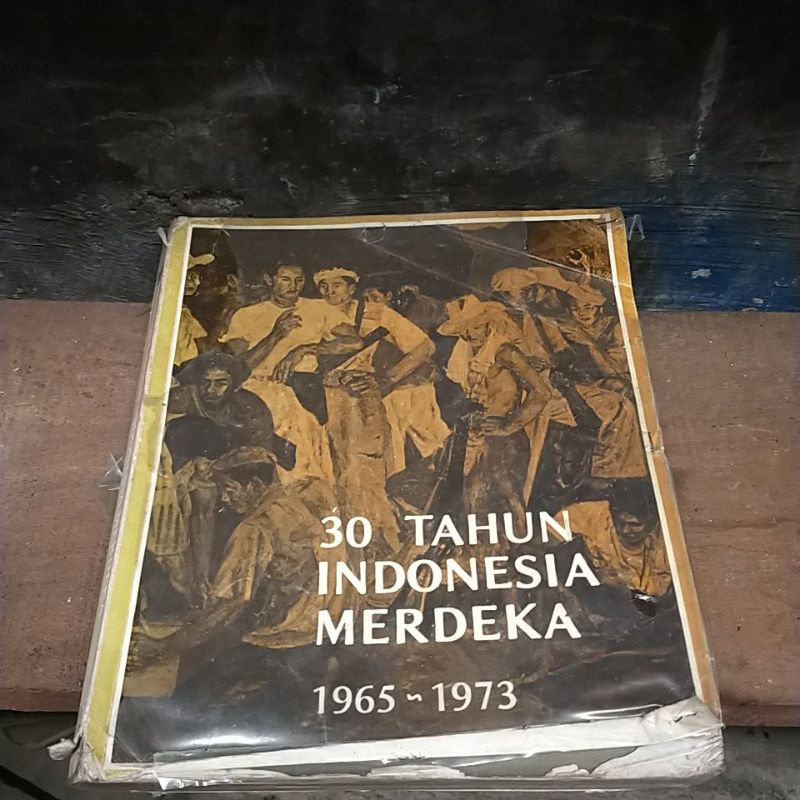 30 TAHUN
INDONESIA
MERDEKA
1965 ~ 1973